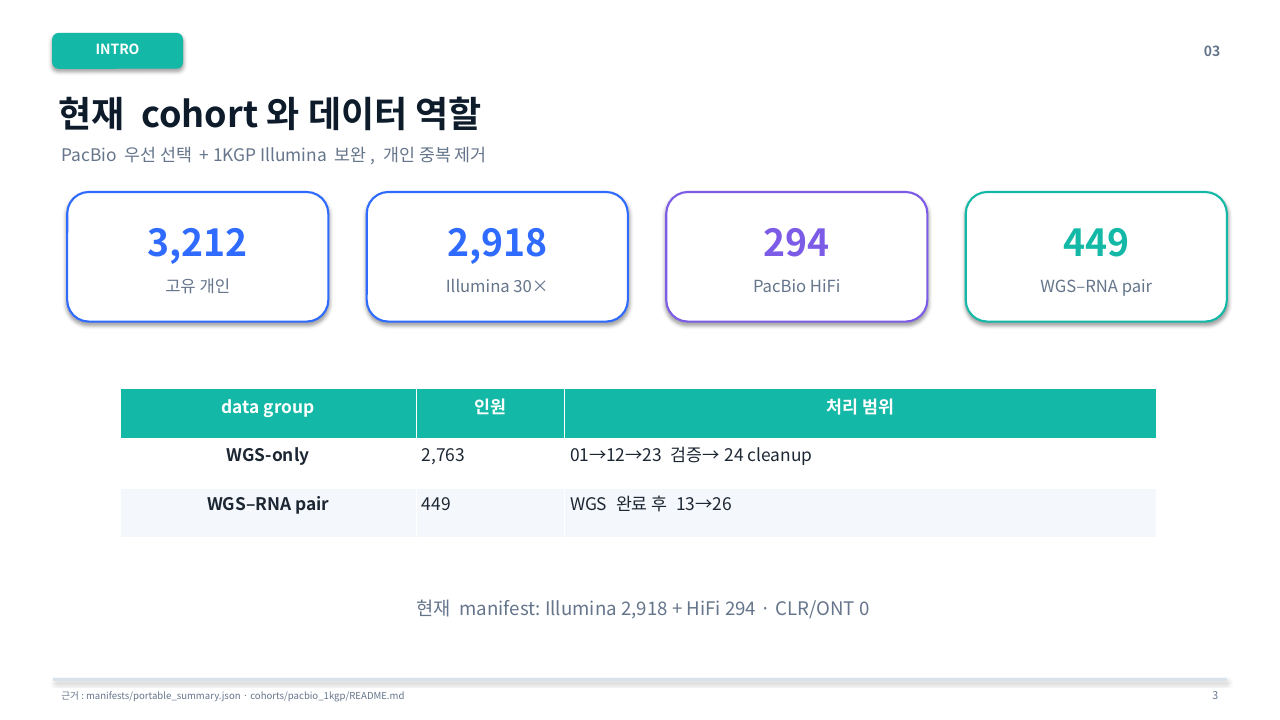 INTRO
03
현재 cohort 와 데이터 역할
PacBio 우선 선택 + 1KGP Illumina 보완 , 개인 중복 제거
3,212
고유 개인
2,918
Illumina 30×
294
PacBio HiFi
449
WGS–RNA pair
data group 인원 처리 범위
WGS-only 2,763 01→12→23 검증→ 24 cleanup
WGS–RNA pair 449 WGS 완료 후 13→26
현재 manifest: Illumina 2,918 + HiFi 294 · CLR/ONT 0
근거 : manifests/portable_summary.json · cohorts/pacbio_1kgp/README.md
3